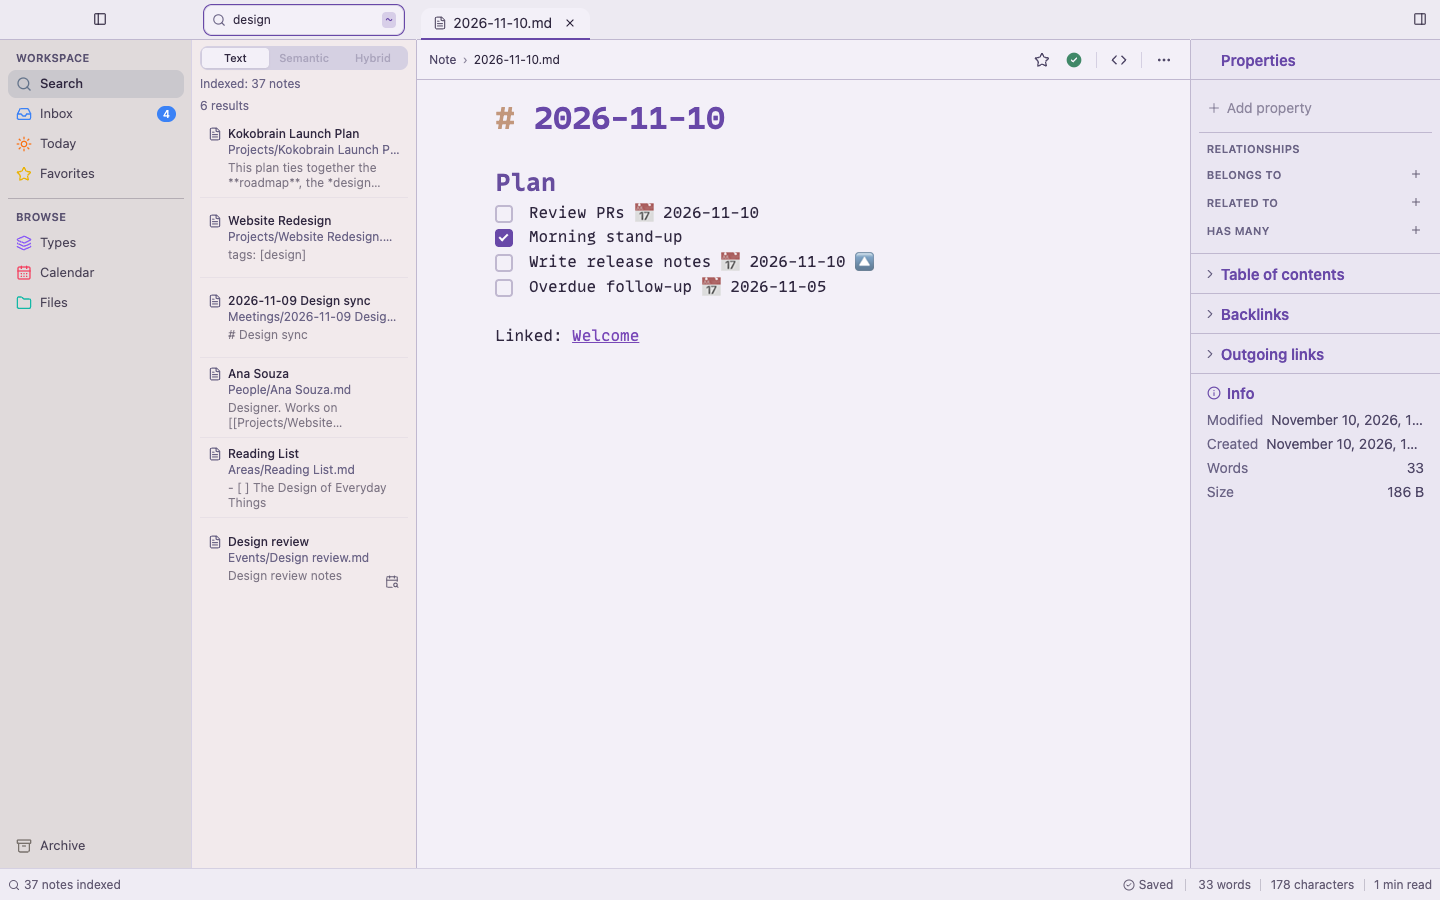 design
~
2026-11-10.md
WORKSPACE
Search
Inbox
4
Today
Favorites
BROWSE
Types
Calendar
Files
Archive
Text
Semantic
Hybrid
Indexed: 37 notes
6 results
Kokobrain Launch Plan
Projects/Kokobrain Launch P...
This plan ties together the
**roadmap**, the *design...
Website Redesign
Projects/Website Redesign....
tags: [design]
2026-11-09 Design sync
Meetings/2026-11-09 Desig...
# Design sync
Ana Souza
People/Ana Souza.md
Designer. Works on
[[Projects/Website...
Reading List
Areas/Reading List.md
- [ ] The Design of Everyday
Things
Design review
Events/Design review.md
Design review notes
Note › 2026-11-10.md
# 2026-11-10
Plan
Review PRs 📅 2026-11-10
Morning stand-up
Write release notes 📅 2026-11-10 🔼
Overdue follow-up 📅 2026-11-05
Linked: Welcome
Properties
Add property
RELATIONSHIPS
BELONGS TO
RELATED TO
HAS MANY
Table of contents
Backlinks
Outgoing links
Info
Modified November 10, 2026, 1...
Created November 10, 2026, 1...
Words 33
Size 186 B
37 notes indexed
Saved
33 words
178 characters
1 min read